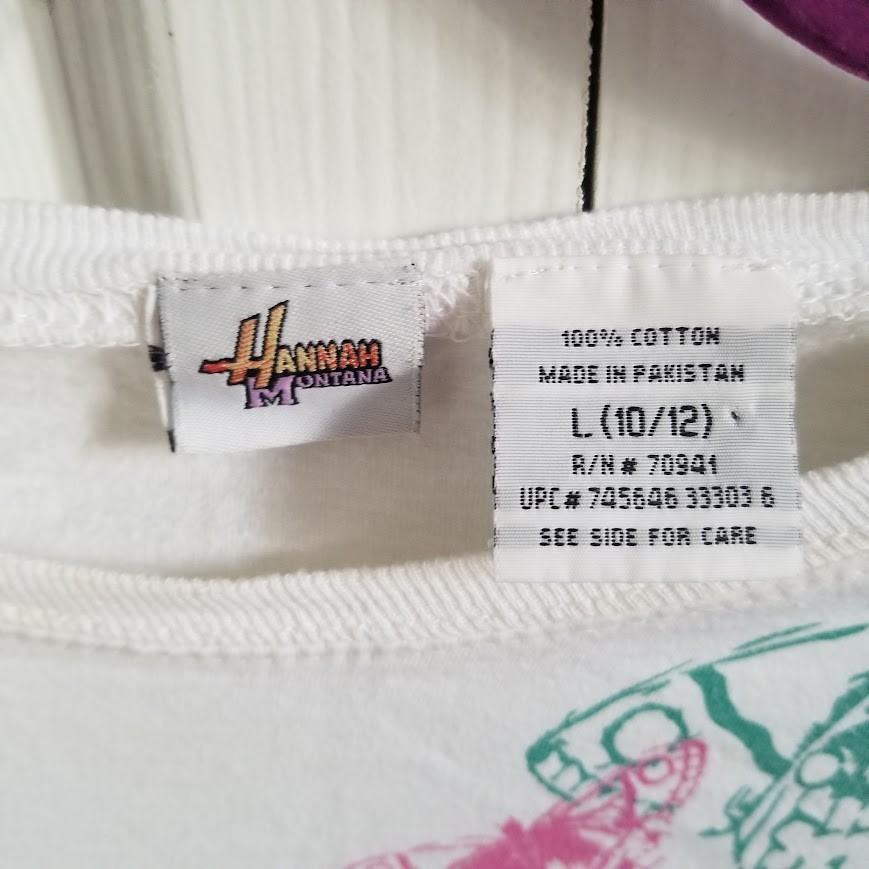 HANNAH
MONTANA
100% COTTON
MADE IN PAKISTAN
L (10/12)
R/N # 70941
UPC# 745646 33303 6
SEE SIDE FOR CARE